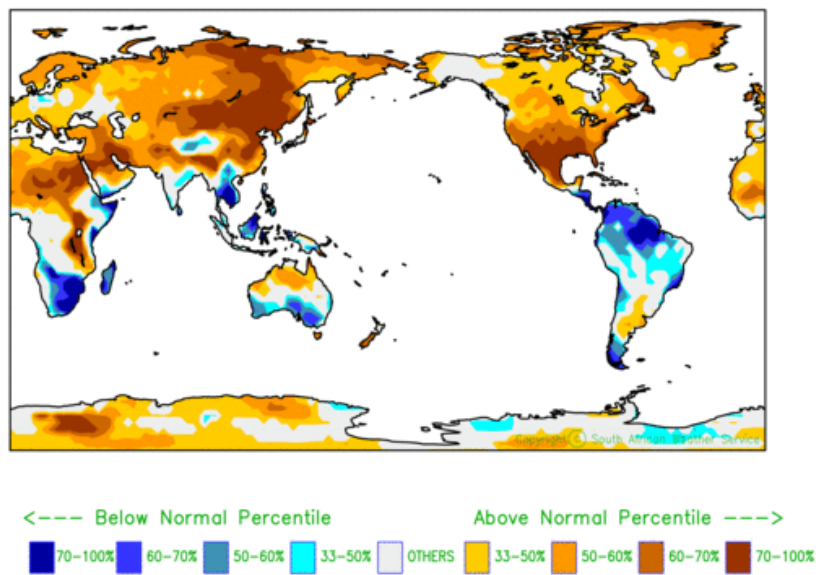 Copyright © South African Weather Service
<--- Below Normal Percentile
Above Normal Percentile --->
70-100% 60-70% 50-60% 33-50% OTHERS 33-50% 50-60% 60-70% 70-100%